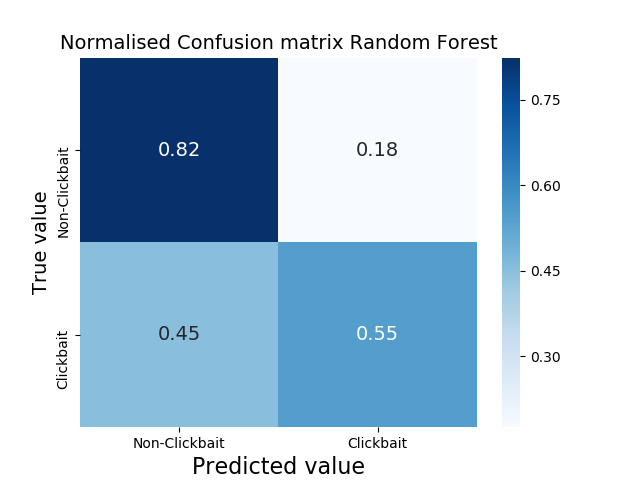 Normalised Confusion matrix Random Forest
True value
Non-Clickbait
Clickbait
0.82
0.18
0.45
0.55
Non-Clickbait
Clickbait
Predicted value
0.75
0.60
0.45
0.30